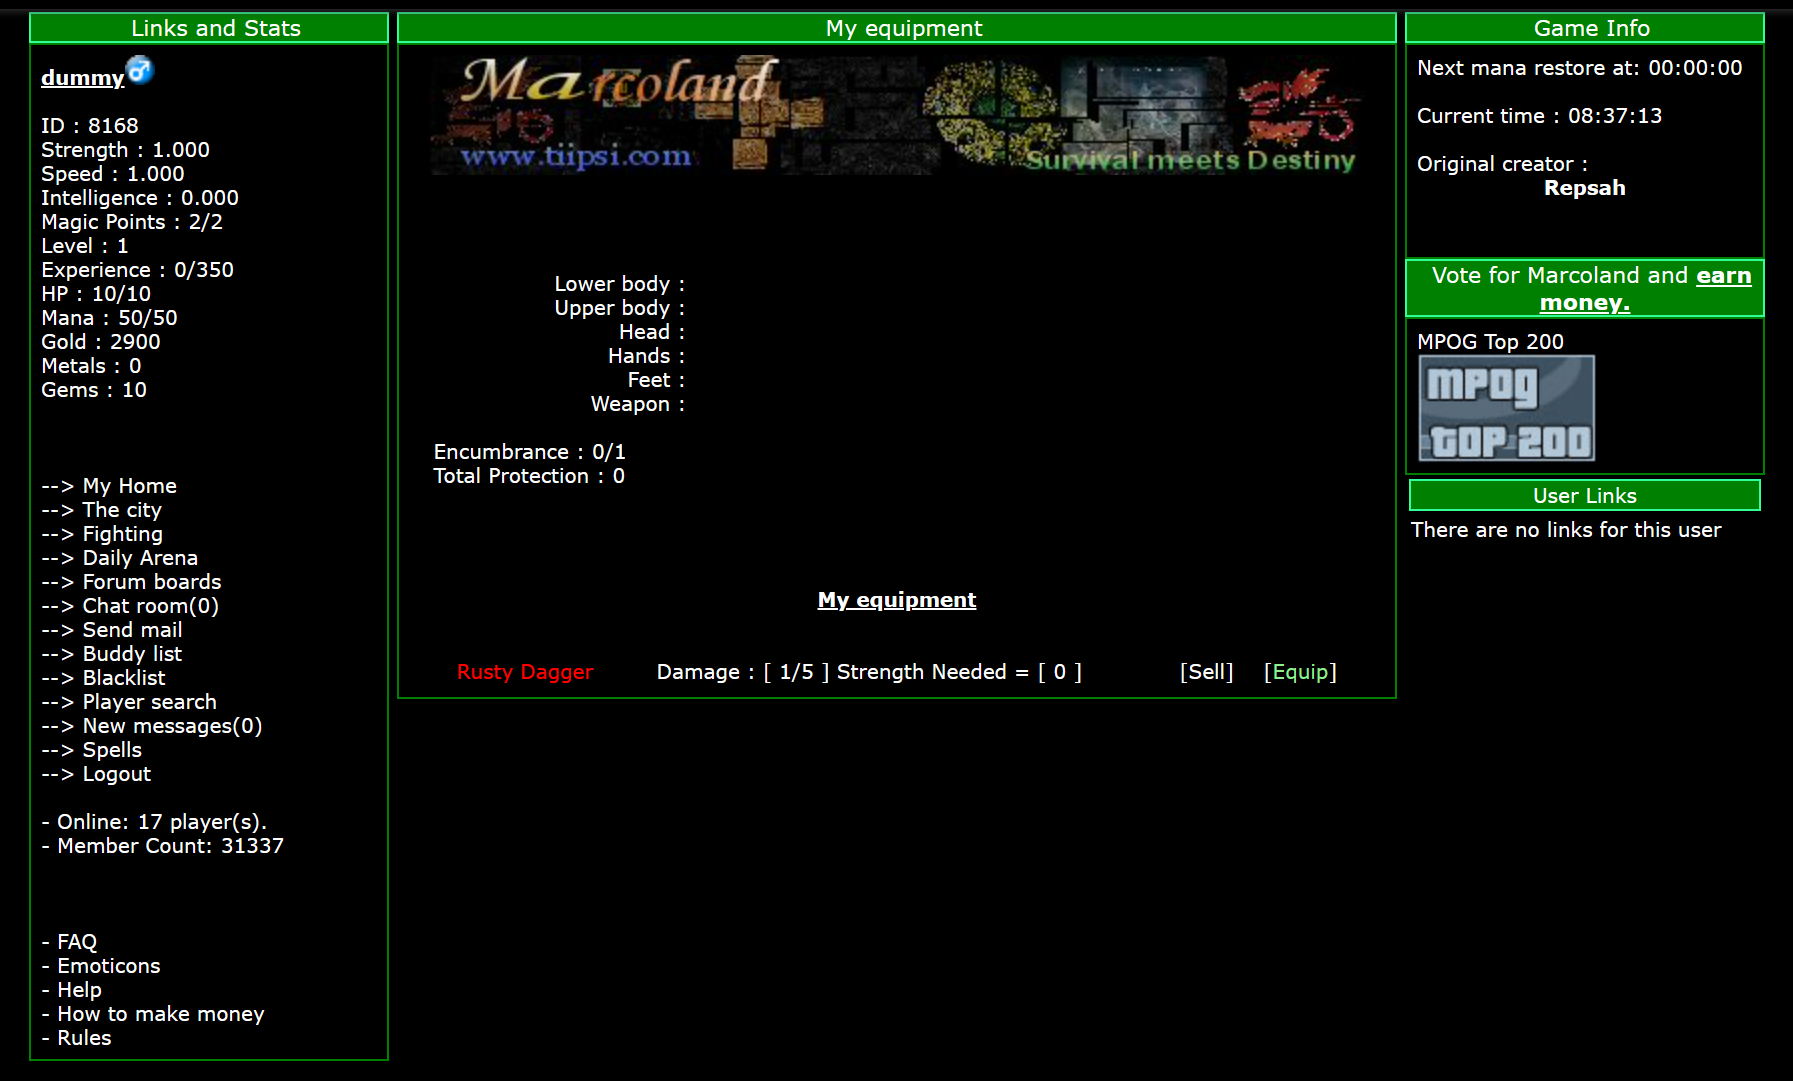 Links and Stats
dummy
ID : 8168
Strength : 1.000
Speed : 1.000
Intelligence : 0.000
Magic Points : 2/2
Level : 1
Experience : 0/350
HP : 10/10
Mana : 50/50
Gold : 2900
Metals : 0
Gems : 10
--> My Home
--> The city
--> Fighting
--> Daily Arena
--> Forum boards
--> Chat room(0)
--> Send mail
--> Buddy list
--> Blacklist
--> Player search
--> New messages(0)
--> Spells
--> Logout
- Online: 17 player(s).
- Member Count: 31337
- FAQ
- Emoticons
- Help
- How to make money
- Rules
My equipment
Marcoland
www.tiipsi.com
Survival meets Destiny
Lower body :
Upper body :
Head :
Hands :
Feet :
Weapon :
Encumbrance : 0/1
Total Protection : 0
My equipment
Rusty Dagger Damage : [ 1/5 ] Strength Needed = [ 0 ] [Sell] [Equip]
Game Info
Next mana restore at: 00:00:00
Current time : 08:37:13
Original creator :
Repsah
Vote for Marcoland and earn
money.
MPOG Top 200
MPOG
TOP 200
User Links
There are no links for this user